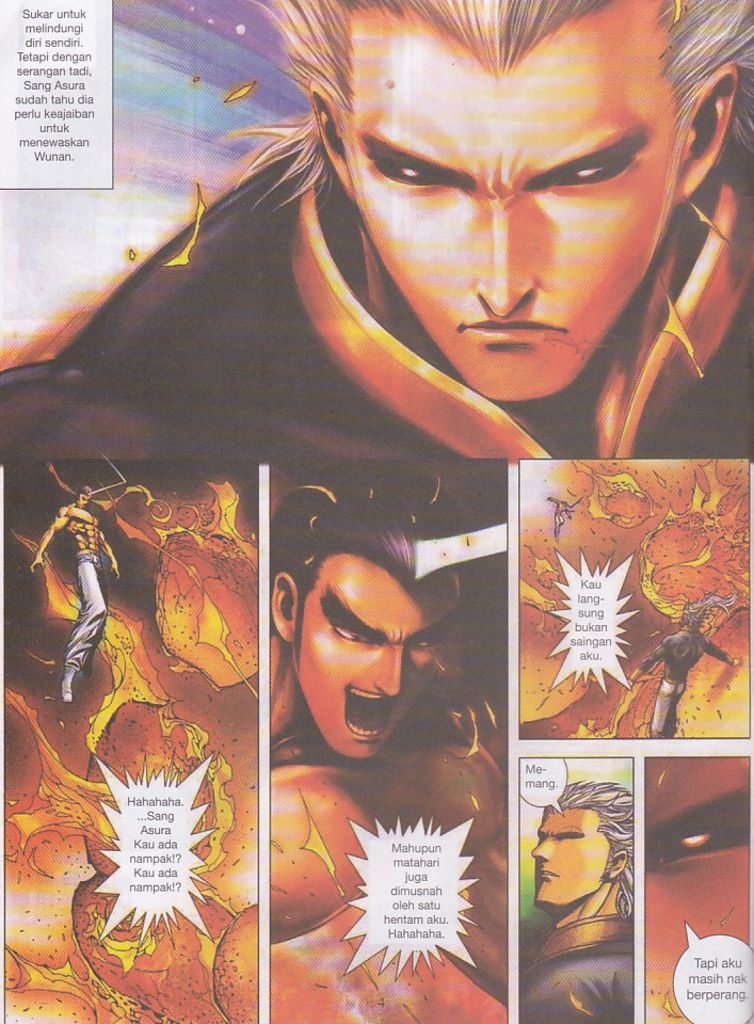 Sukar untuk
melindungi
diri sendiri.
Tetapi dengan
serangan tadi,
Sang Asura
sudah tahu dia
perlu keajaiban
untuk
menewaskan
Wunan.
Hahahaha.
...Sang
Asura
Kau ada
nampak!?
Kau ada
nampak!?
Mahupun
matahari
juga
dimusnah
oleh satu
hentam aku.
Hahahaha.
Kau
lang-
sung
bukan
saingan
aku.
Me-
mang.
Tapi aku
masih nak
berperang.
4